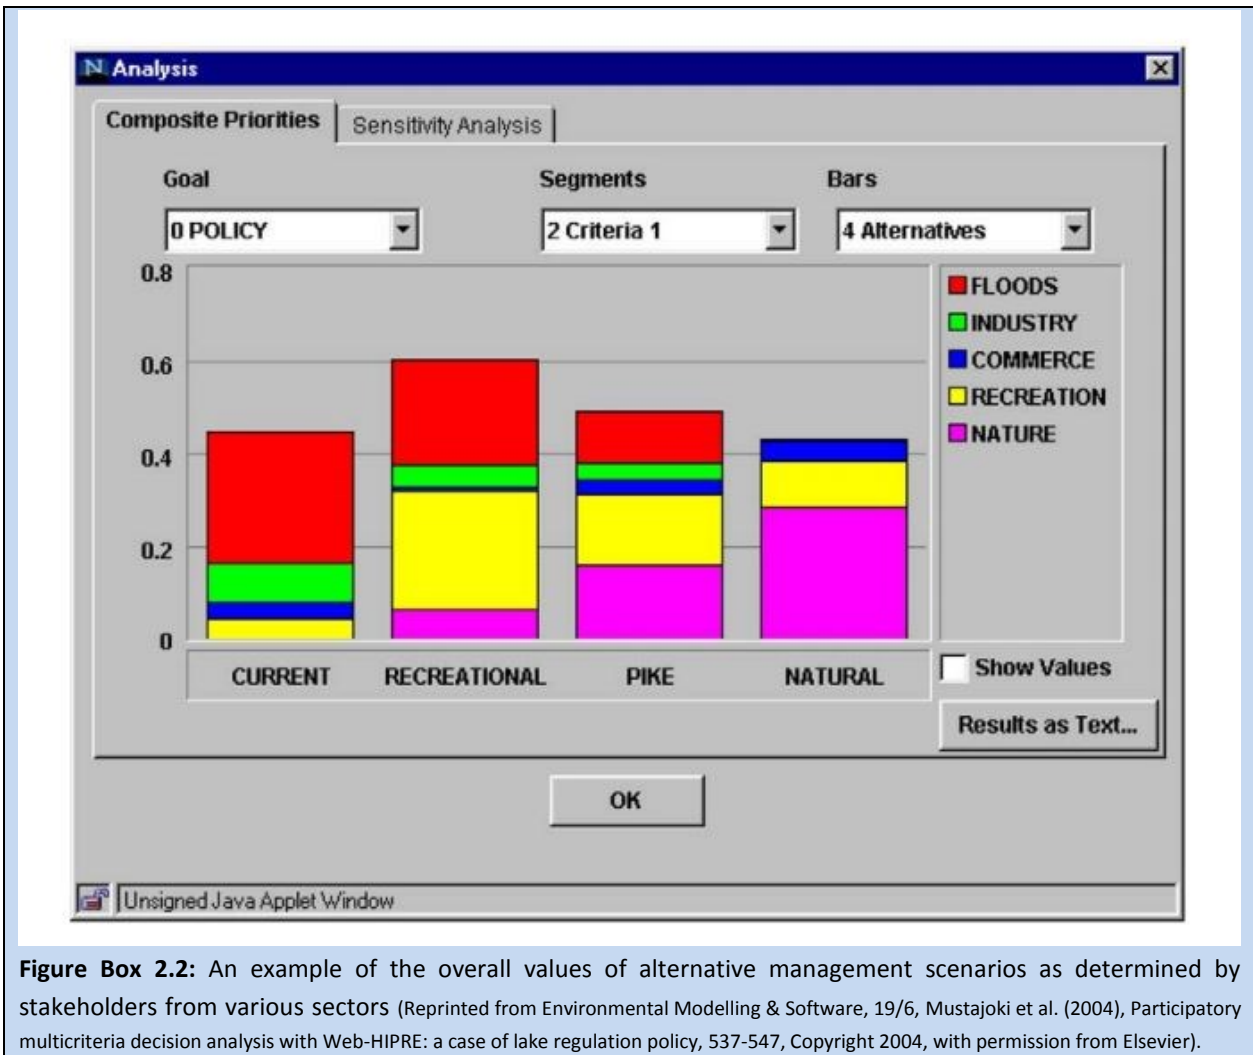 Analysis
Composite Priorities
Sensitivity Analysis
Goal
Segments
Bars
0 POLICY
2 Criteria 1
4 Alternatives
0.8
0.6
0.4
0.2
0
FLOODS
INDUSTRY
COMMERCE
RECREATION
NATURE
CURRENT
RECREATIONAL
PIKE
NATURAL
Show Values
Results as Text...
OK
Unsigned Java Applet Window
Figure Box 2.2: An example of the overall values of alternative management scenarios as determined by
stakeholders from various sectors (Reprinted from Environmental Modelling & Software, 19/6, Mustajoki et al. (2004), Participatory
multicriteria decision analysis with Web-HIPRE: a case of lake regulation policy, 537-547, Copyright 2004, with permission from Elsevier).